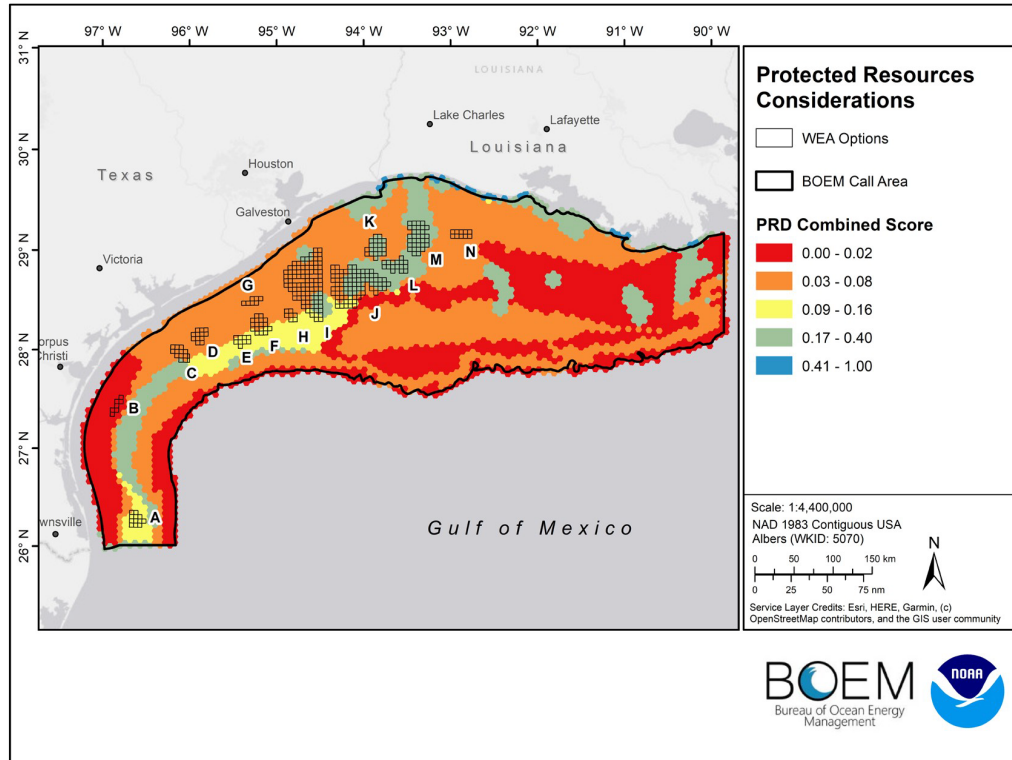 97° W 96° W 95° W 94° W 93° W 92° W 91° W 90° W
31° N
30° N
29° N
28° N
27° N
26° N
LOUISIANA
Lake Charles
Lafayette
Louisiana
Houston
Texas
Galveston
Victoria
orpus
hristi
wnsville
K
M
N
G
L
J
I
H
F
E
D
C
B
A
Gulf of Mexico
Protected Resources
Considerations
WEA Options
BOEM Call Area
PRD Combined Score
0.00 - 0.02
0.03 - 0.08
0.09 - 0.16
0.17 - 0.40
0.41 - 1.00
Scale: 1:4,400,000
NAD 1983 Contiguous USA
Albers (WKID: 5070)
N
0 50 100 150 km
0 25 50 75 nm
Service Layer Credits: Esri, HERE, Garmin, (c)
OpenStreetMap contributors, and the GIS user community
BOEM
Bureau of Ocean Energy
Management
NOAA